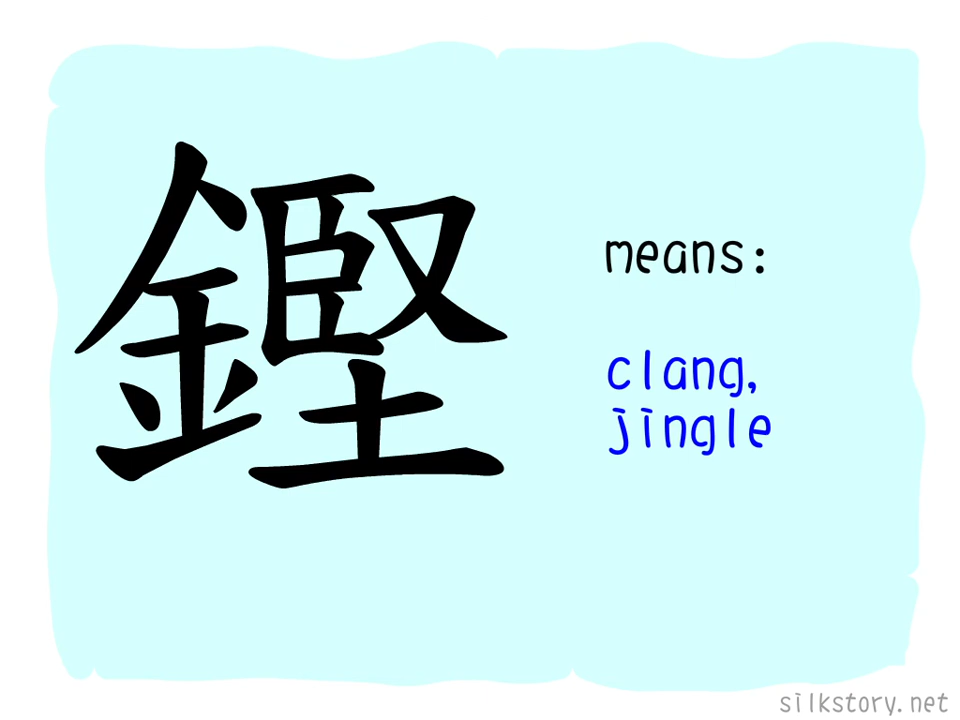 鏗
means:
clang,
jingle
silkstory.net